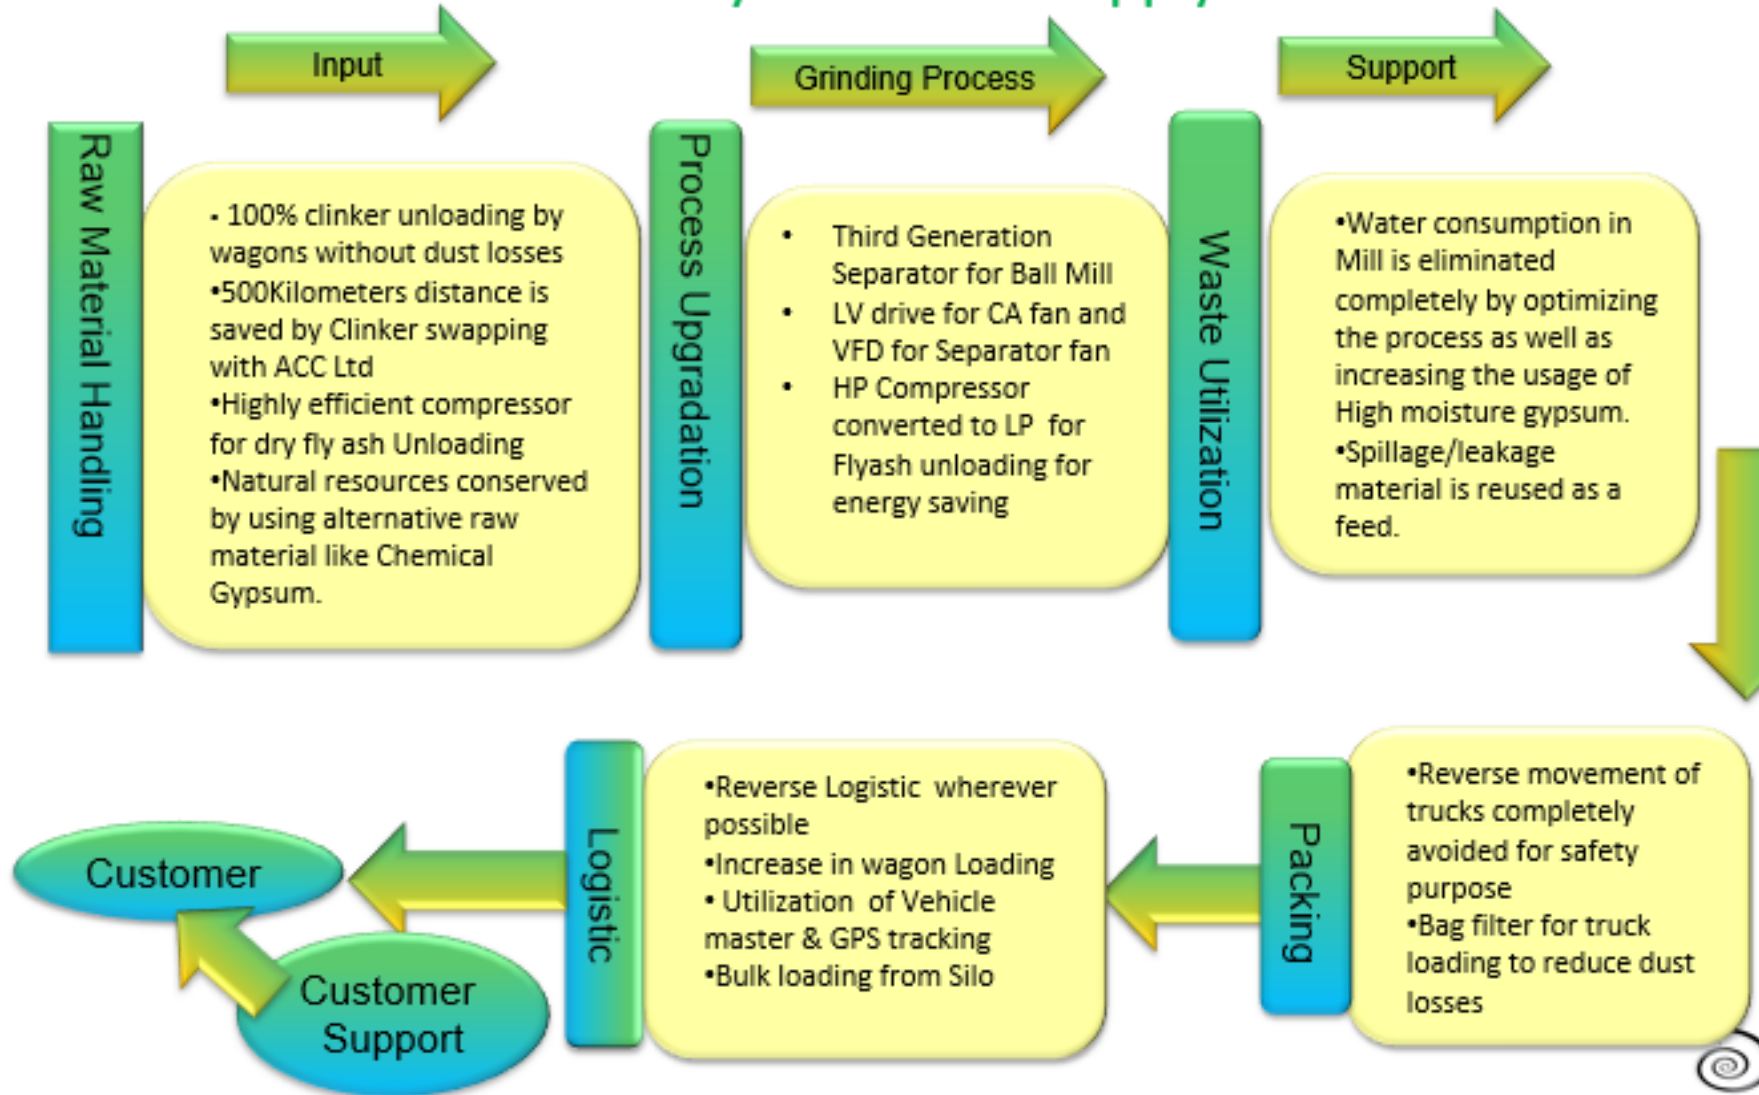 Input
Grinding Process
Support
Raw Material Handling
- 100% clinker unloading by
wagons without dust losses
•500Kilometers distance is
saved by Clinker swapping
with ACC Ltd
•Highly efficient compressor
for dry fly ash Unloading
•Natural resources conserved
by using alternative raw
material like Chemical
Gypsum.
Process Upgradation
• Third Generation
Separator for Ball Mill
• LV drive for CA fan and
VFD for Separator fan
• HP Compressor
converted to LP for
Flyash unloading for
energy saving
Waste Utilization
•Water consumption in
Mill is eliminated
completely by optimizing
the process as well as
increasing the usage of
High moisture gypsum.
•Spillage/leakage
material is reused as a
feed.
Packing
•Reverse movement of
trucks completely
avoided for safety
purpose
•Bag filter for truck
loading to reduce dust
losses
Logistic
•Reverse Logistic wherever
possible
•Increase in wagon Loading
• Utilization of Vehicle
master & GPS tracking
•Bulk loading from Silo
Customer
Customer
Support